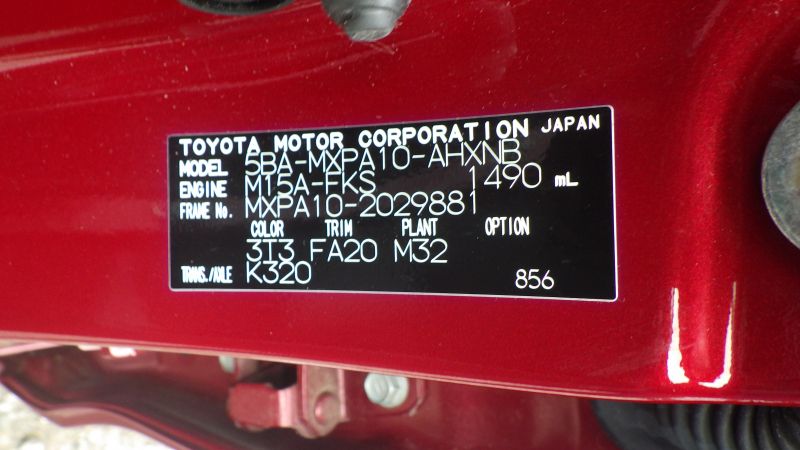 TOYOTA MOTOR CORPORATION JAPAN
MODEL 5BA-MXPA10-AHXNB
ENGINE M15A-FKS 1490 mL
FRAME No. MXPA10-2029881
COLOR TRIM PLANT OPTION
3T3 FA20 M32
TRANS./AXLE K320 856